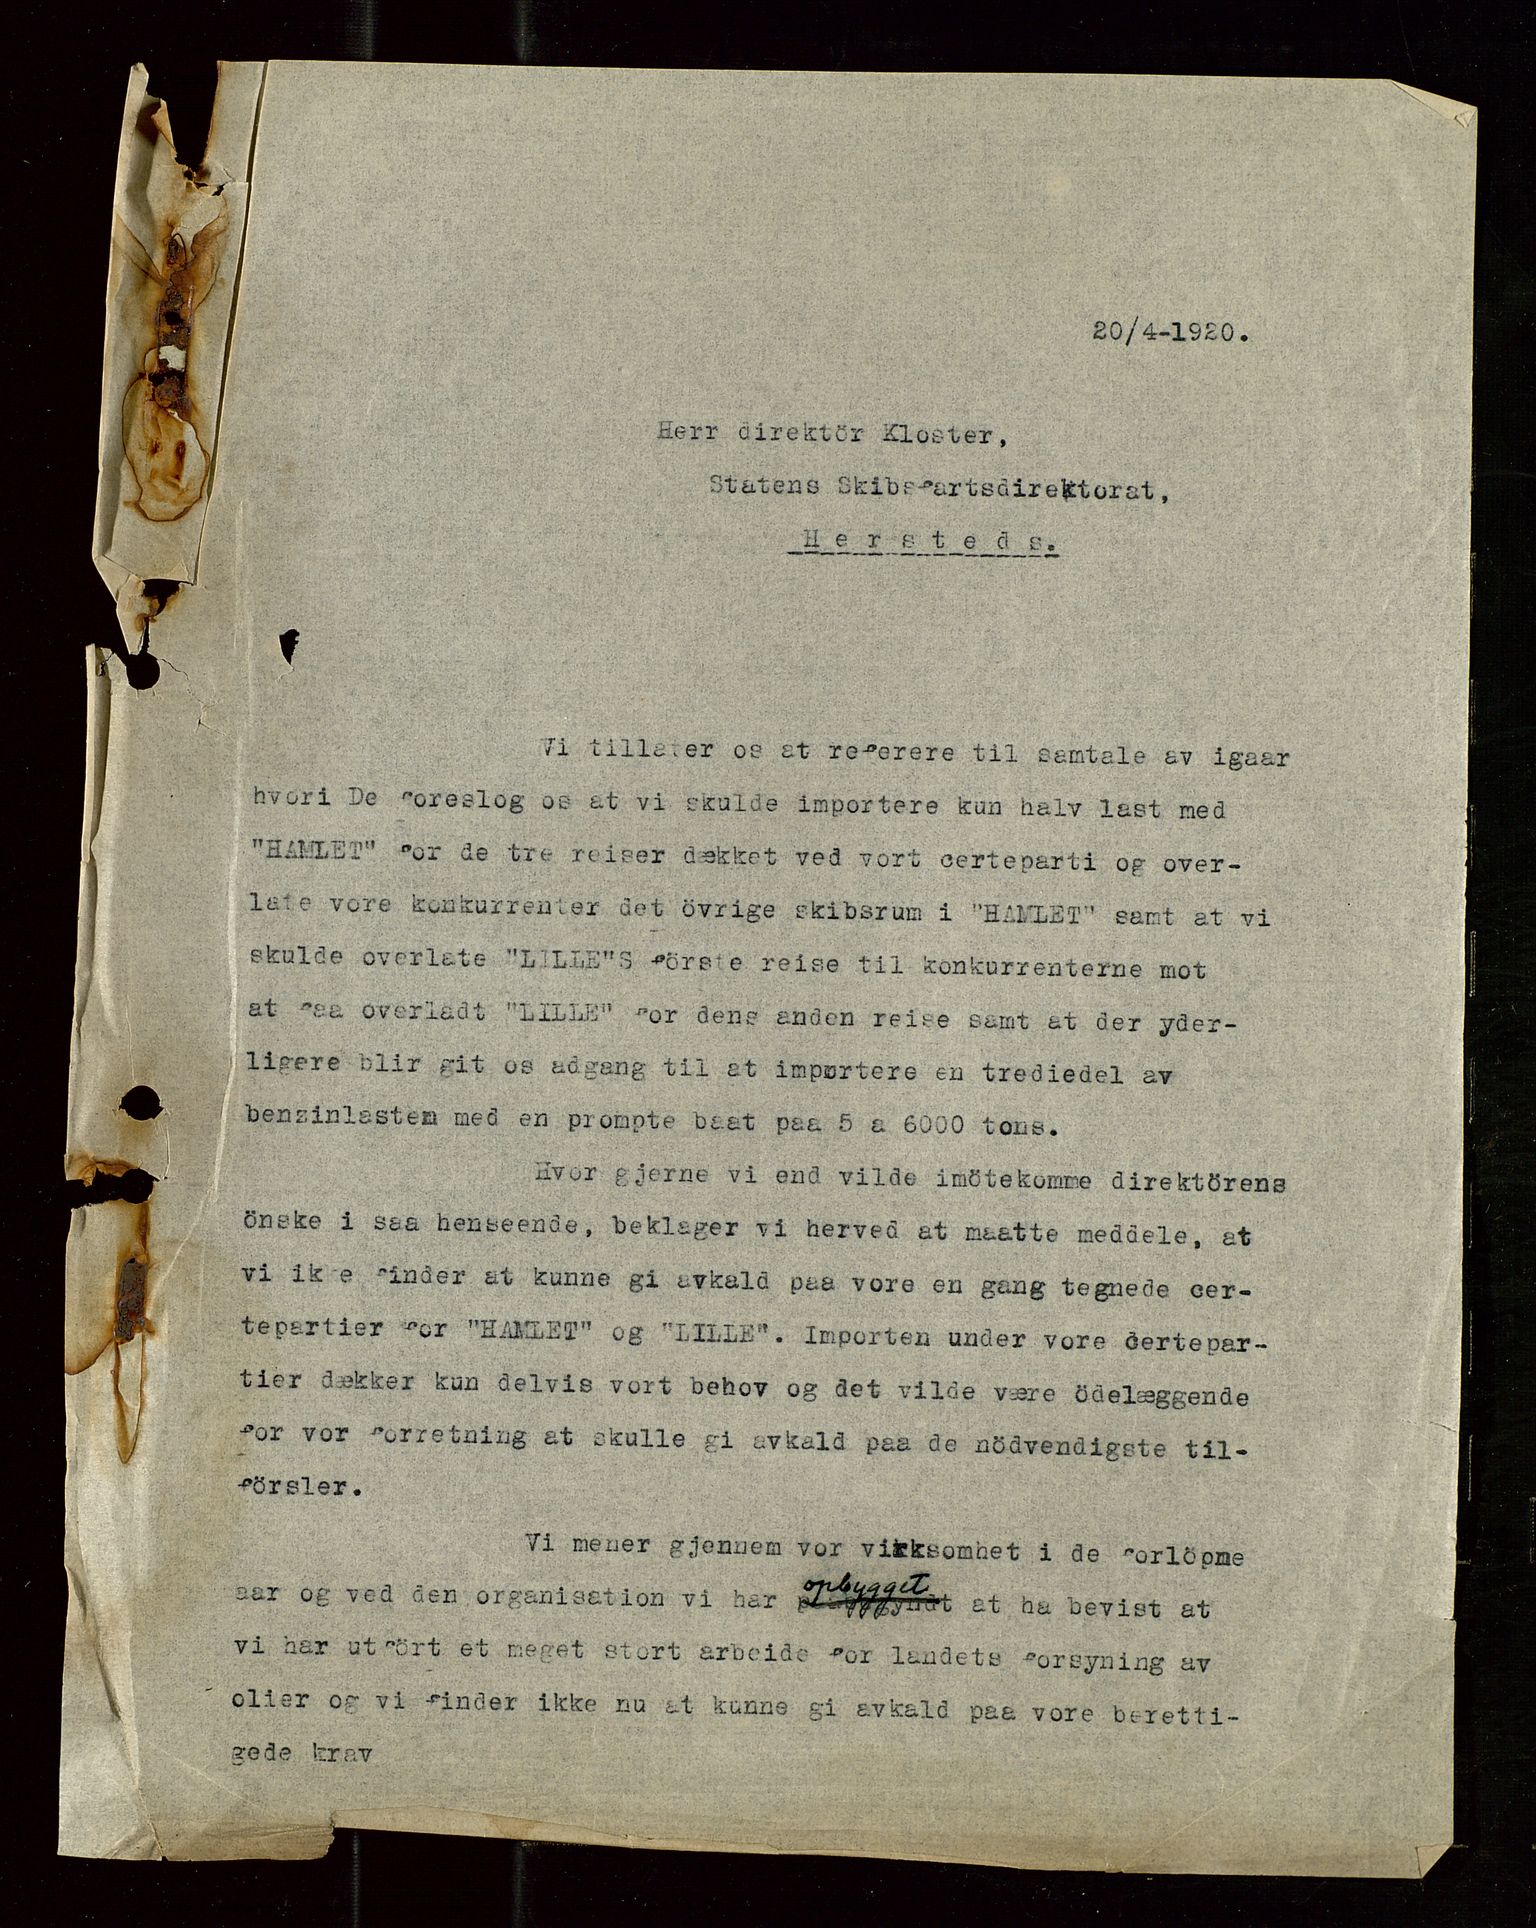 20/4-1920.
Herr direktör Kloster,
Statens Skibsfartsdirektorat,
Hersteds.
Vi tillater os at referere til samtale av igaar
hvori De foreslog os at vi skulde importere kun halv last med
"HAMLET" for de tre reiser dækket ved vort certeparti og over-
late vore konkurrenter det övrige skibsrum i "HAMLET" samt at vi
skulde overlate "LILLE"S förste reise til konkurrenterne mot
at faa overladt "LILLE" for dens anden reise samt at der yder-
ligere blir git os adgang til at importere en trediedel av
benzinlasten med en prompte baat paa 5 a 6000 tons.
Hvor gjerne vi end vilde imötekomme direktörens
önske i saa henseende, beklager vi herved at maatte meddele, at
vi ikke finder at kunne gi avkald paa vore en gang tegnede cer-
tepartier for "HAMLET" og "LILLE". Importen under vore certepar-
tier dækker kun delvis vort behov og det vilde være ödelæggende
for vor forretning at skulle gi avkald paa de nödvendigste til-
försler.
Vi mener gjennem vor virksomhet i de forlöpne
aar og ved den organisation vi har opbygget at ha bevist at
vi har utfört et meget stort arbeide for landets forsyning av
olier og vi finder ikke nu at kunne gi avkald paa vore beretti-
gede krav